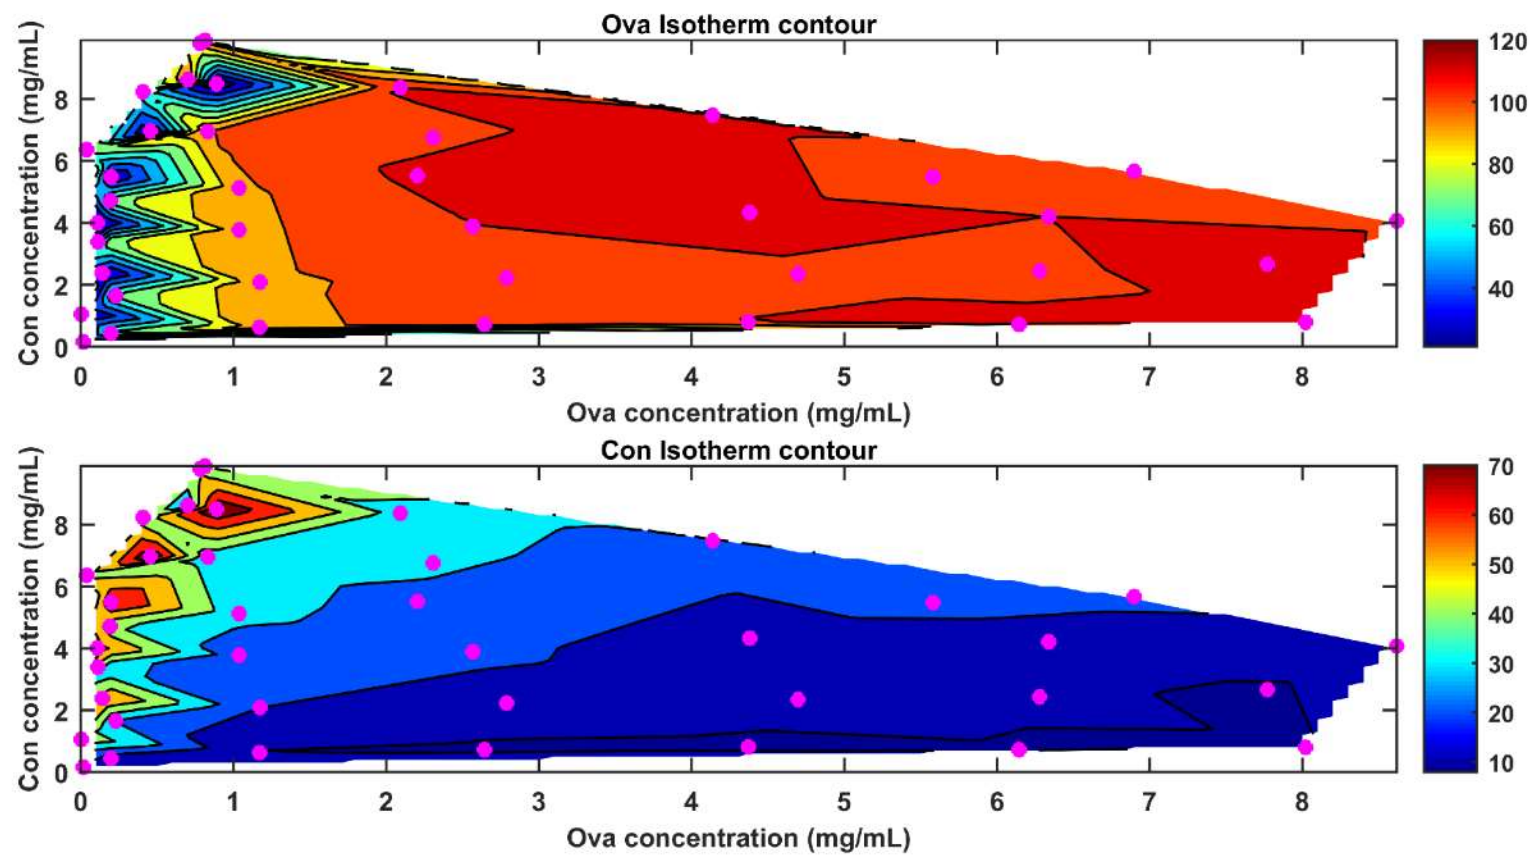 Ova Isotherm contour
Con concentration (mg/mL)
8
6
4
2
0
0 1 2 3 4 5 6 7 8
Ova concentration (mg/mL)
120
100
80
60
40
Con Isotherm contour
Con concentration (mg/mL)
8
6
4
2
0
0 1 2 3 4 5 6 7 8
Ova concentration (mg/mL)
70
60
50
40
30
20
10